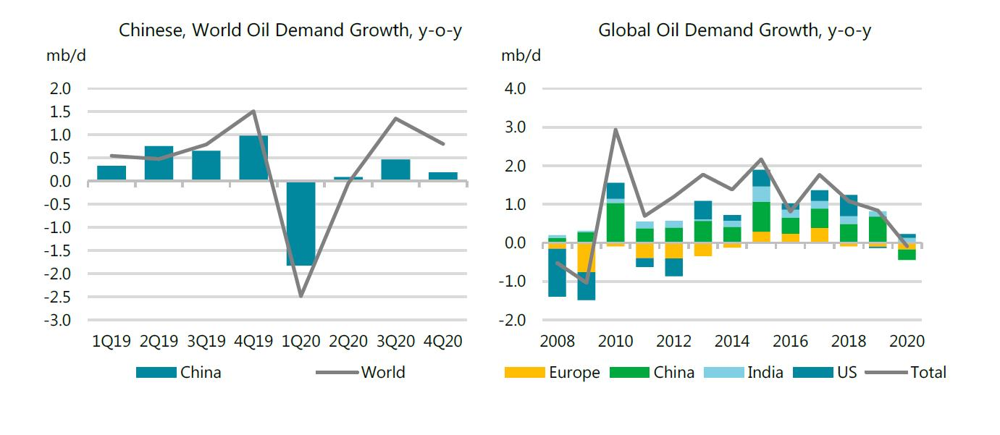 Chinese, World Oil Demand Growth, y-o-y
mb/d
2.0
1.5
1.0
0.5
0.0
-0.5
-1.0
-1.5
-2.0
-2.5
-3.0
1Q19 2Q19 3Q19 4Q19 1Q20 2Q20 3Q20 4Q20
China World
Global Oil Demand Growth, y-o-y
mb/d
4.0
3.0
2.0
1.0
0.0
-1.0
-2.0
2008 2010 2012 2014 2016 2018 2020
Europe China India US Total